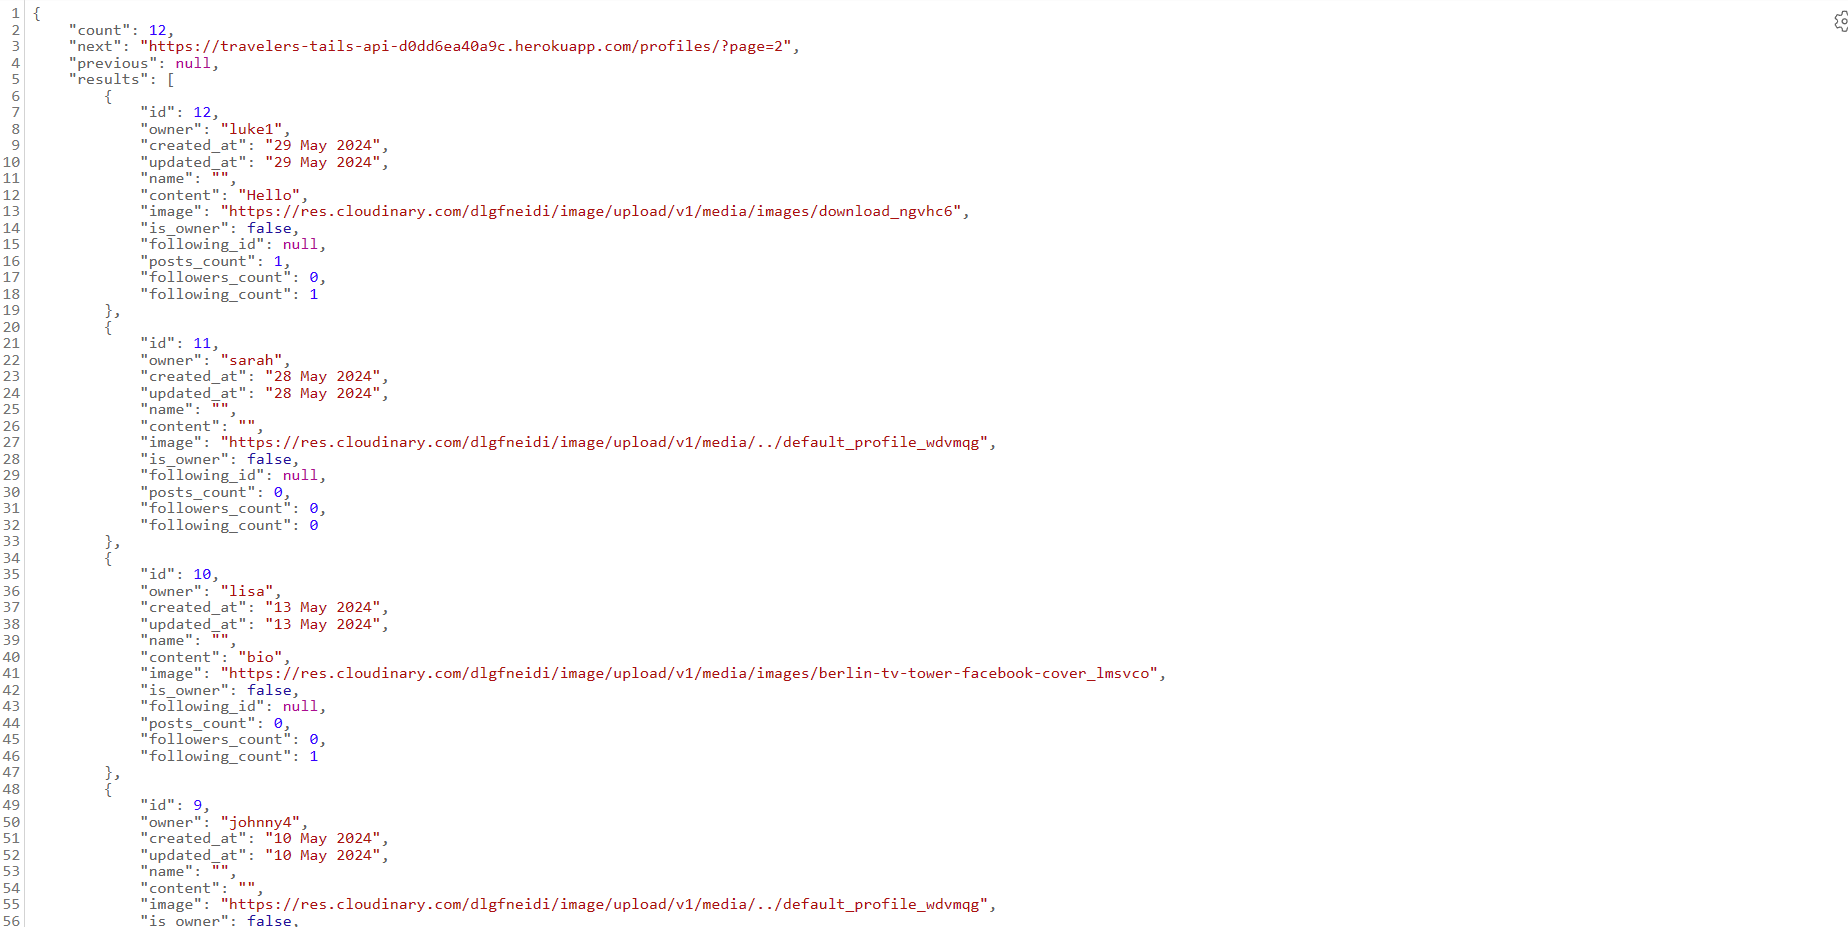 1 {
2     "count": 12,
3     "next": "https://travelers-tails-api-d0dd6ea40a9c.herokuapp.com/profiles/?page=2",
4     "previous": null,
5     "results": [
6         {
7             "id": 12,
8             "owner": "luke1",
9             "created_at": "29 May 2024",
10             "updated_at": "29 May 2024",
11             "name": "",
12             "content": "Hello",
13             "image": "https://res.cloudinary.com/dlgfneidi/image/upload/v1/media/images/download_ngvhc6",
14             "is_owner": false,
15             "following_id": null,
16             "posts_count": 1,
17             "followers_count": 0,
18             "following_count": 1
19         },
20         {
21             "id": 11,
22             "owner": "sarah",
23             "created_at": "28 May 2024",
24             "updated_at": "28 May 2024",
25             "name": "",
26             "content": "",
27             "image": "https://res.cloudinary.com/dlgfneidi/image/upload/v1/media/../default_profile_wdvmqg",
28             "is_owner": false,
29             "following_id": null,
30             "posts_count": 0,
31             "followers_count": 0,
32             "following_count": 0
33         },
34         {
35             "id": 10,
36             "owner": "lisa",
37             "created_at": "13 May 2024",
38             "updated_at": "13 May 2024",
39             "name": "",
40             "content": "bio",
41             "image": "https://res.cloudinary.com/dlgfneidi/image/upload/v1/media/images/berlin-tv-tower-facebook-cover_lmsvco",
42             "is_owner": false,
43             "following_id": null,
44             "posts_count": 0,
45             "followers_count": 0,
46             "following_count": 1
47         },
48         {
49             "id": 9,
50             "owner": "johnny4",
51             "created_at": "10 May 2024",
52             "updated_at": "10 May 2024",
53             "name": "",
54             "content": "",
55             "image": "https://res.cloudinary.com/dlgfneidi/image/upload/v1/media/../default_profile_wdvmqg",
56             "is_owner": false,